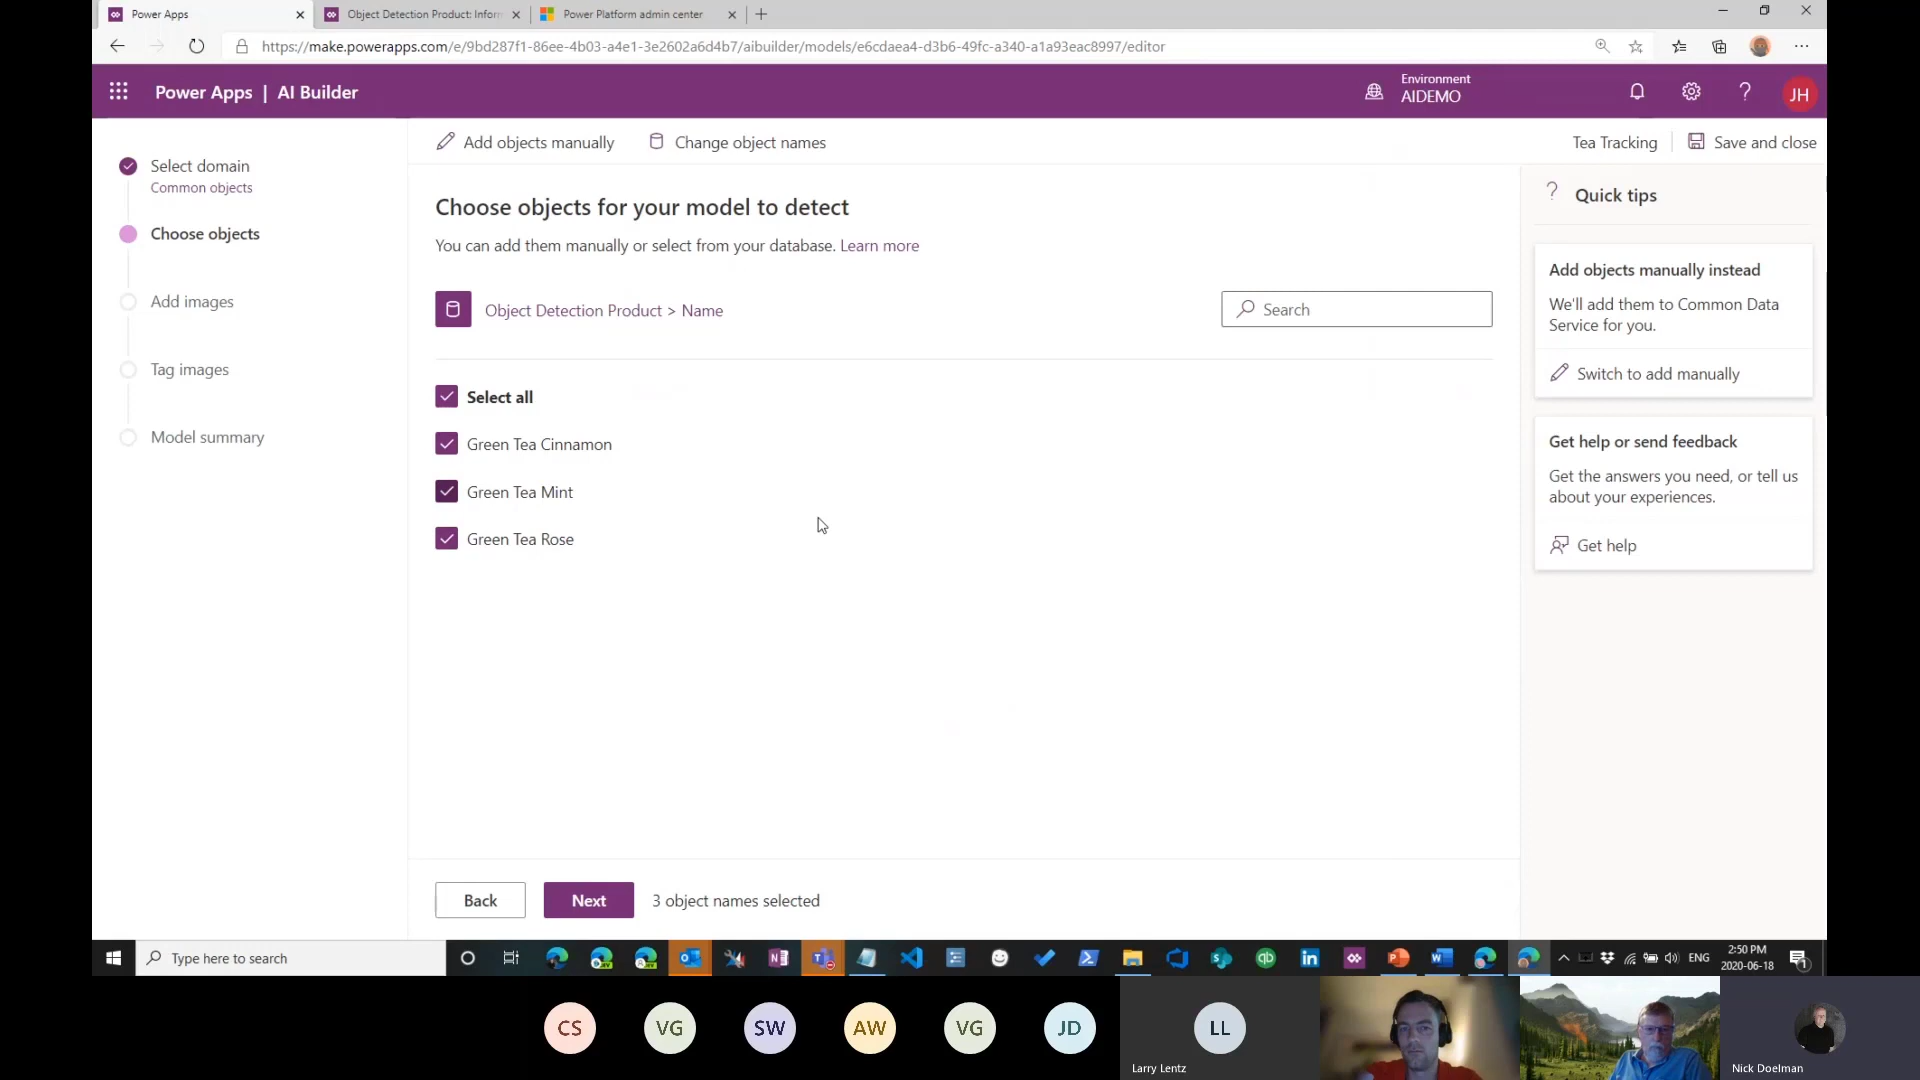 Power Apps
Object Detection Product: Inform
Power Platform admin center
https://make.powerapps.com/e/9bd287f1-86ee-4b03-a4e1-3e2602a6d4b7/aibuilder/models/e6cdaea4-d3b6-49fc-a340-a1a93eac8997/editor
Power Apps | AI Builder
Environment
AIDEMO
JH
Select domain
Common objects
Choose objects
Add images
Tag images
Model summary
Add objects manually
Change object names
Tea Tracking
Save and close
Choose objects for your model to detect
You can add them manually or select from your database. Learn more
Object Detection Product > Name
Search
Select all
Green Tea Cinnamon
Green Tea Mint
Green Tea Rose
Quick tips
Add objects manually instead
We'll add them to Common Data
Service for you.
Switch to add manually
Get help or send feedback
Get the answers you need, or tell us
about your experiences.
Get help
Back
Next
3 object names selected
Type here to search
ENG
2:50 PM
2020-06-18
CS
VG
SW
AW
VG
JD
LL
Larry Lentz
Nick Doelman